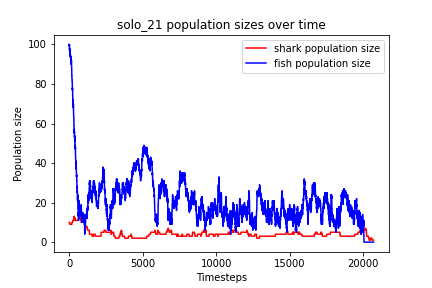 solo_21 population sizes over time
shark population size
fish population size
Population size
100
80
60
40
20
0
0
5000
10000
15000
20000
Timesteps